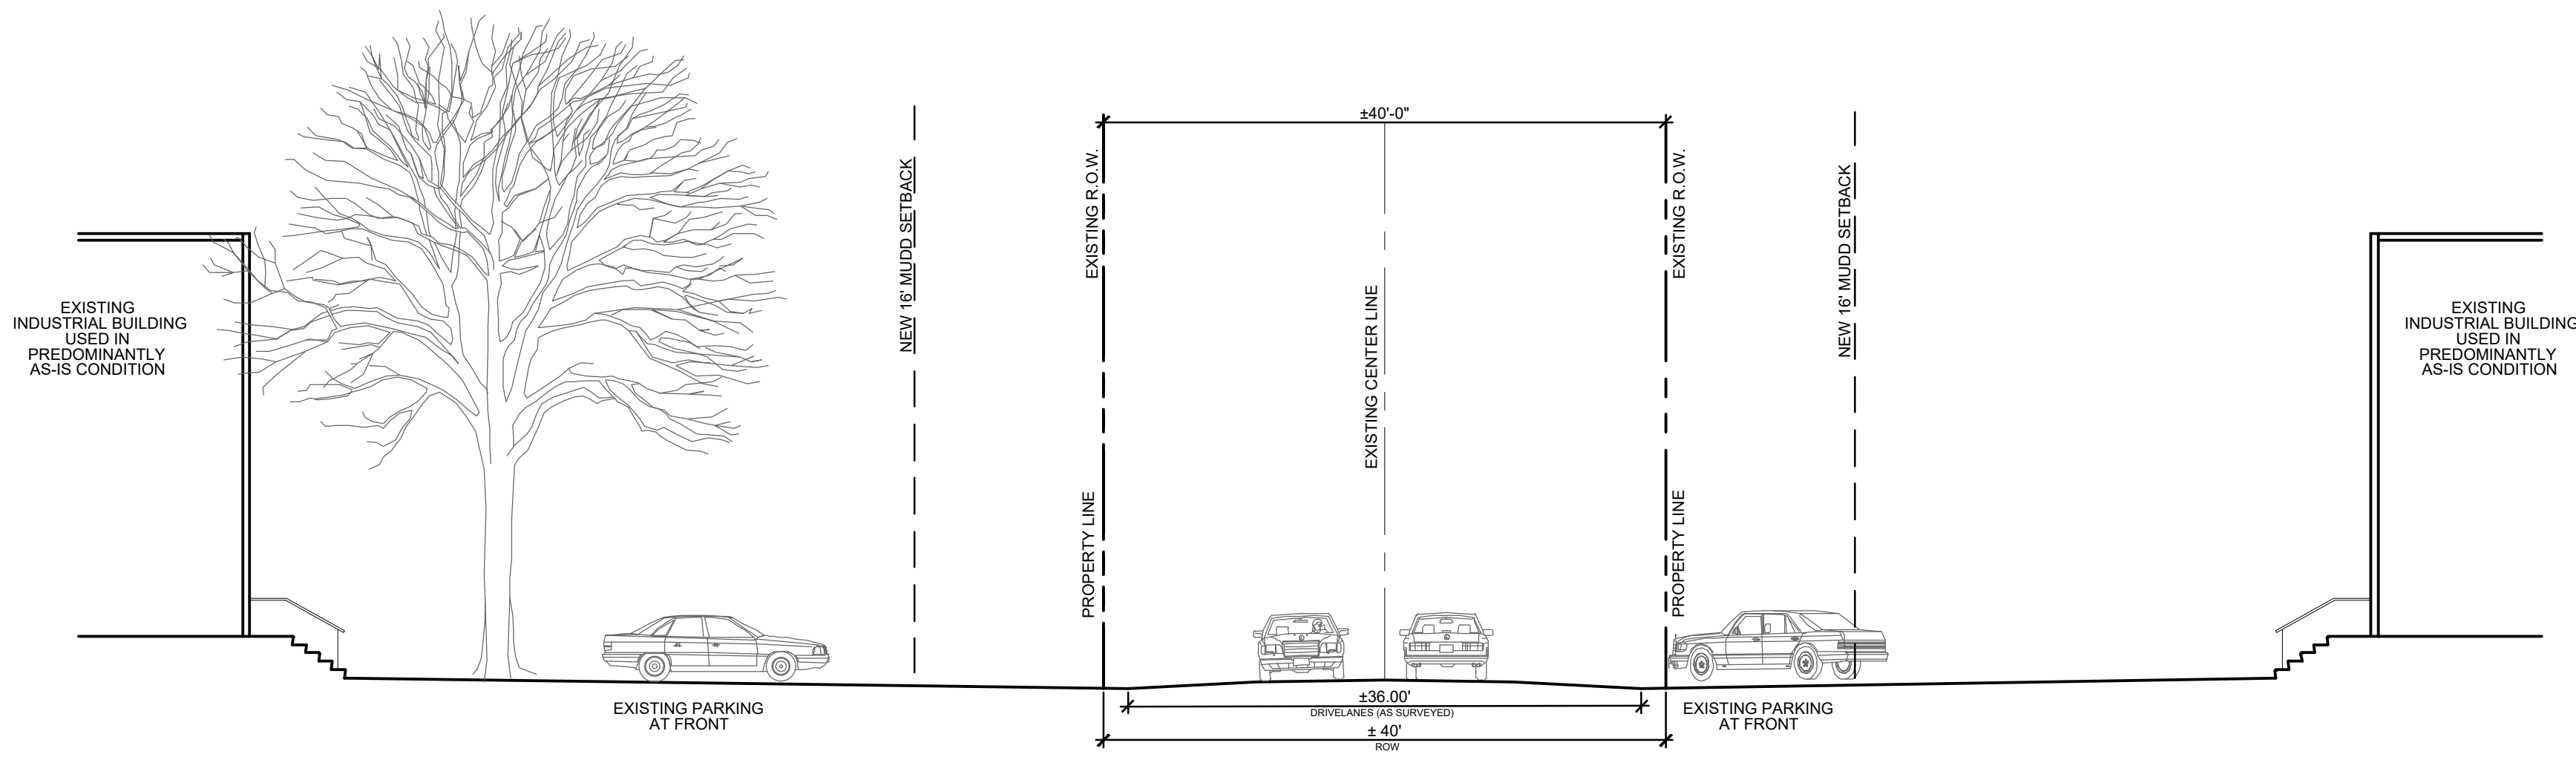 ±40'-0"
NEW 16' MUDD SETBACK
EXISTING R.O.W.
EXISTING R.O.W.
NEW 16' MUDD SETBACK
EXISTING CENTER LINE
EXISTING
INDUSTRIAL BUILDING
USED IN
PREDOMINANTLY
AS-IS CONDITION
EXISTING
INDUSTRIAL BUILDING
USED IN
PREDOMINANTLY
AS-IS CONDITION
PROPERTY LINE
PROPERTY LINE
EXISTING PARKING
AT FRONT
±36.00'
DRIVELANES (AS SURVEYED)
± 40'
ROW
EXISTING PARKING
AT FRONT